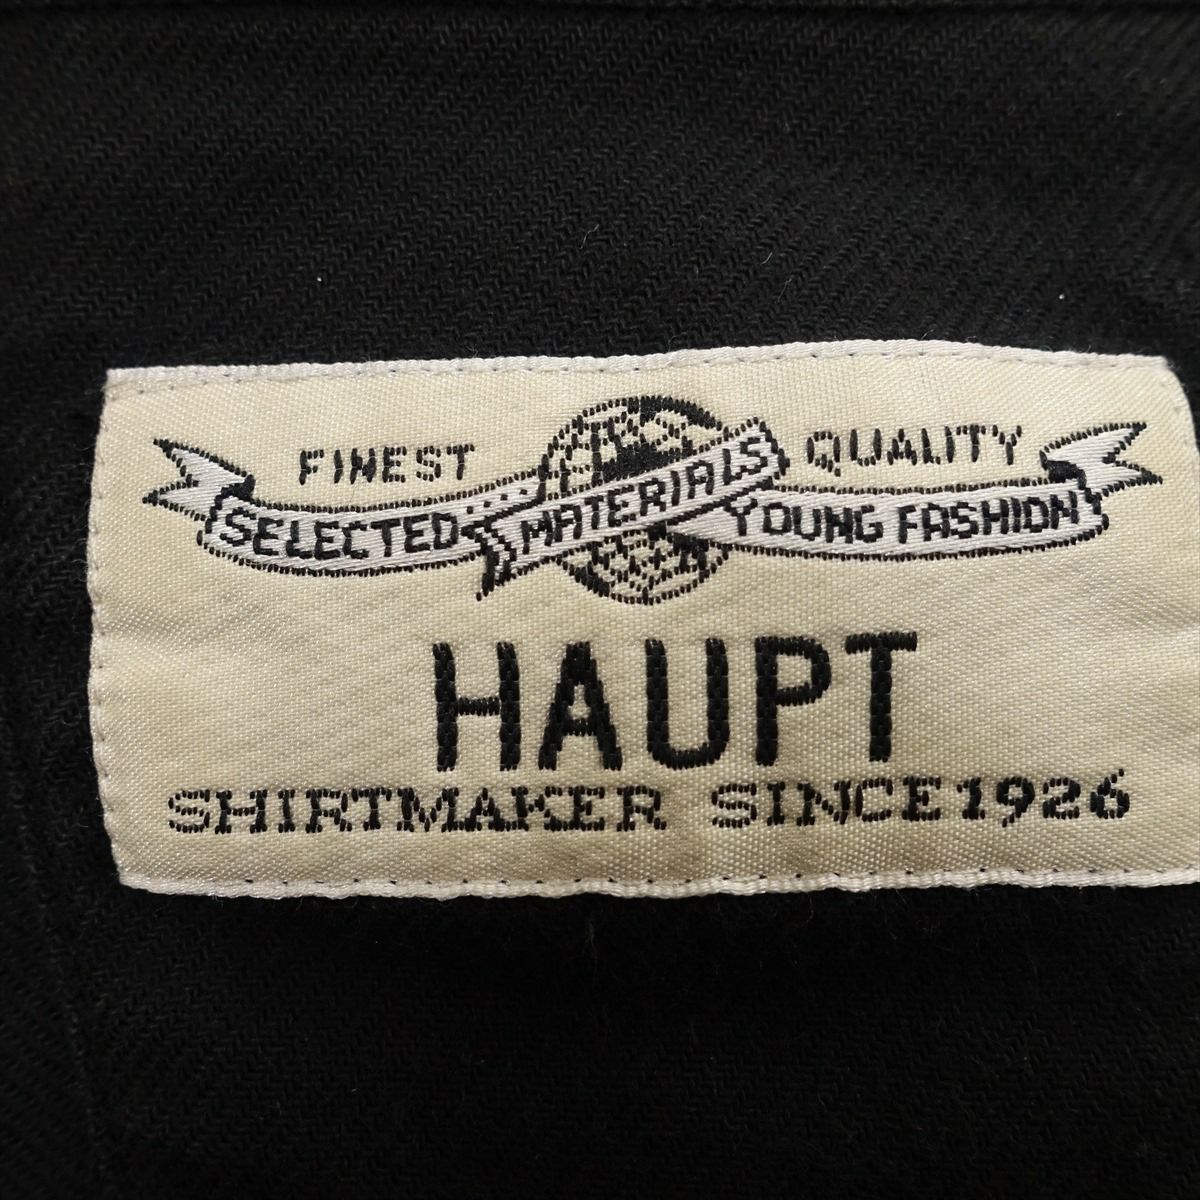 FINEST QUALITY
SELECTED MATERIALS YOUNG FASHION
HAUPT
SHIRTMAKER SINCE 1926